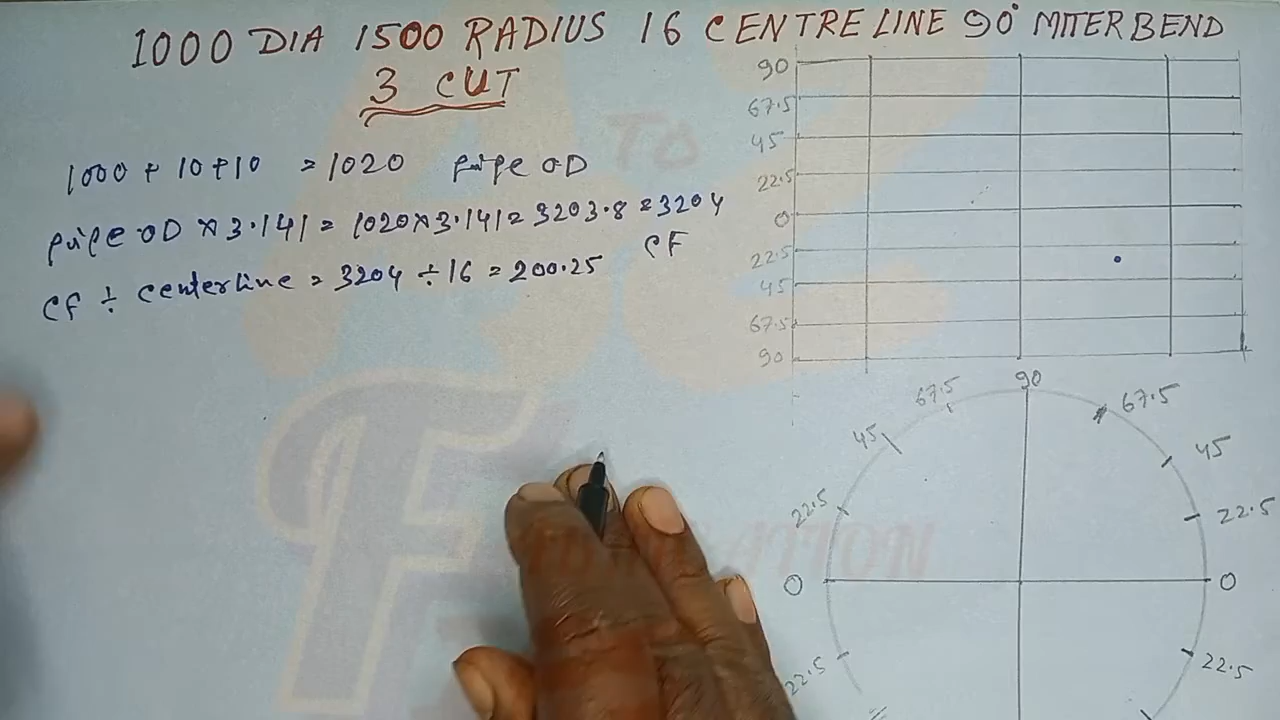 1000 DIA 1500 RADIUS 16 CENTRE LINE 90° MITER BEND
3 CUT
1000 + 10 + 10 = 1020 pipe OD
pipe OD × 3.141 = 1020 × 3.141 = 3203.8 = 3204
CF
CF ÷ centerline = 3204 ÷ 16 = 200.25
90
67.5
45
22.5
0
22.5
45
67.5
90
90
67.5
67.5
45
45
22.5
22.5
0
0
22.5
22.5
TO